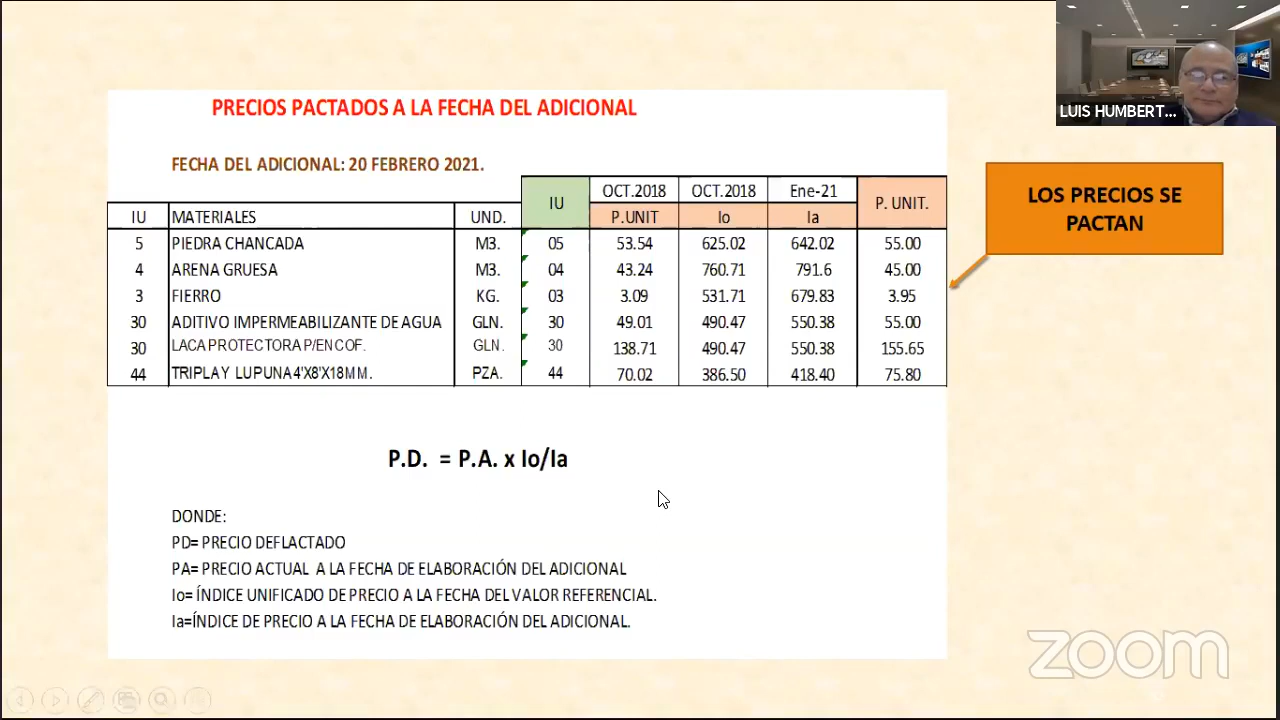 PRECIOS PACTADOS A LA FECHA DEL ADICIONAL
LUIS HUMBERT...
FECHA DEL ADICIONAL: 20 FEBRERO 2021.
LOS PRECIOS SE
PACTAN
IU OCT.2018 OCT.2018 Ene-21 P. UNIT.
IU MATERIALES UND. P.UNIT Io Ia
5 PIEDRA CHANCADA M3. 05 53.54 625.02 642.02 55.00
4 ARENA GRUESA M3. 04 43.24 760.71 791.6 45.00
3 FIERRO KG. 03 3.09 531.71 679.83 3.95
30 ADITIVO IMPERMEABILIZANTE DE AGUA GLN. 30 49.01 490.47 550.38 55.00
30 LACA PROTECTORA P/ENCOF. GLN. 30 138.71 490.47 550.38 155.65
44 TRIPLAY LUPUNA 4'X8'X18MM. PZA. 44 70.02 386.50 418.40 75.80
P.D. = P.A. x Io/Ia
DONDE:
PD= PRECIO DEFLACTADO
PA= PRECIO ACTUAL A LA FECHA DE ELABORACIÓN DEL ADICIONAL
Io= ÍNDICE UNIFICADO DE PRECIO A LA FECHA DEL VALOR REFERENCIAL.
Ia=ÍNDICE DE PRECIO A LA FECHA DE ELABORACIÓN DEL ADICIONAL.
zoom